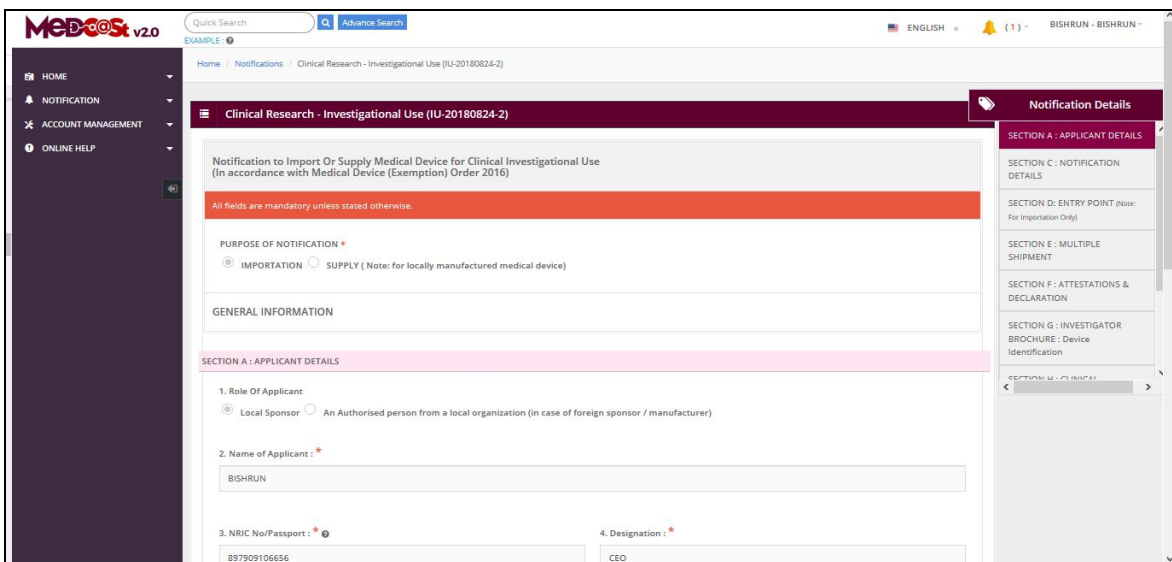 MeDC@St v2.0
Quick Search
Advance Search
EXAMPLE :
ENGLISH
( 1 )
BISHRUN - BISHRUN
HOME
NOTIFICATION
ACCOUNT MANAGEMENT
ONLINE HELP
Home / Notifications / Clinical Research - Investigational Use (IU-20180824-2)
Clinical Research - Investigational Use (IU-20180824-2)
Notification to Import Or Supply Medical Device for Clinical Investigational Use
(In accordance with Medical Device (Exemption) Order 2016)
All fields are mandatory unless stated otherwise.
PURPOSE OF NOTIFICATION *
IMPORTATION SUPPLY ( Note: for locally manufactured medical device)
GENERAL INFORMATION
SECTION A : APPLICANT DETAILS
1. Role Of Applicant
Local Sponsor An Authorised person from a local organization (in case of foreign sponsor / manufacturer)
2. Name of Applicant : *
BISHRUN
3. NRIC No/Passport : *
897909106656
4. Designation : *
CEO
Notification Details
SECTION A : APPLICANT DETAILS
SECTION C : NOTIFICATION
DETAILS
SECTION D: ENTRY POINT (Note:
For Importation Only)
SECTION E : MULTIPLE
SHIPMENT
SECTION F : ATTESTATIONS &
DECLARATION
SECTION G : INVESTIGATOR
BROCHURE : Device
Identification
SECTION H : CLINICAL